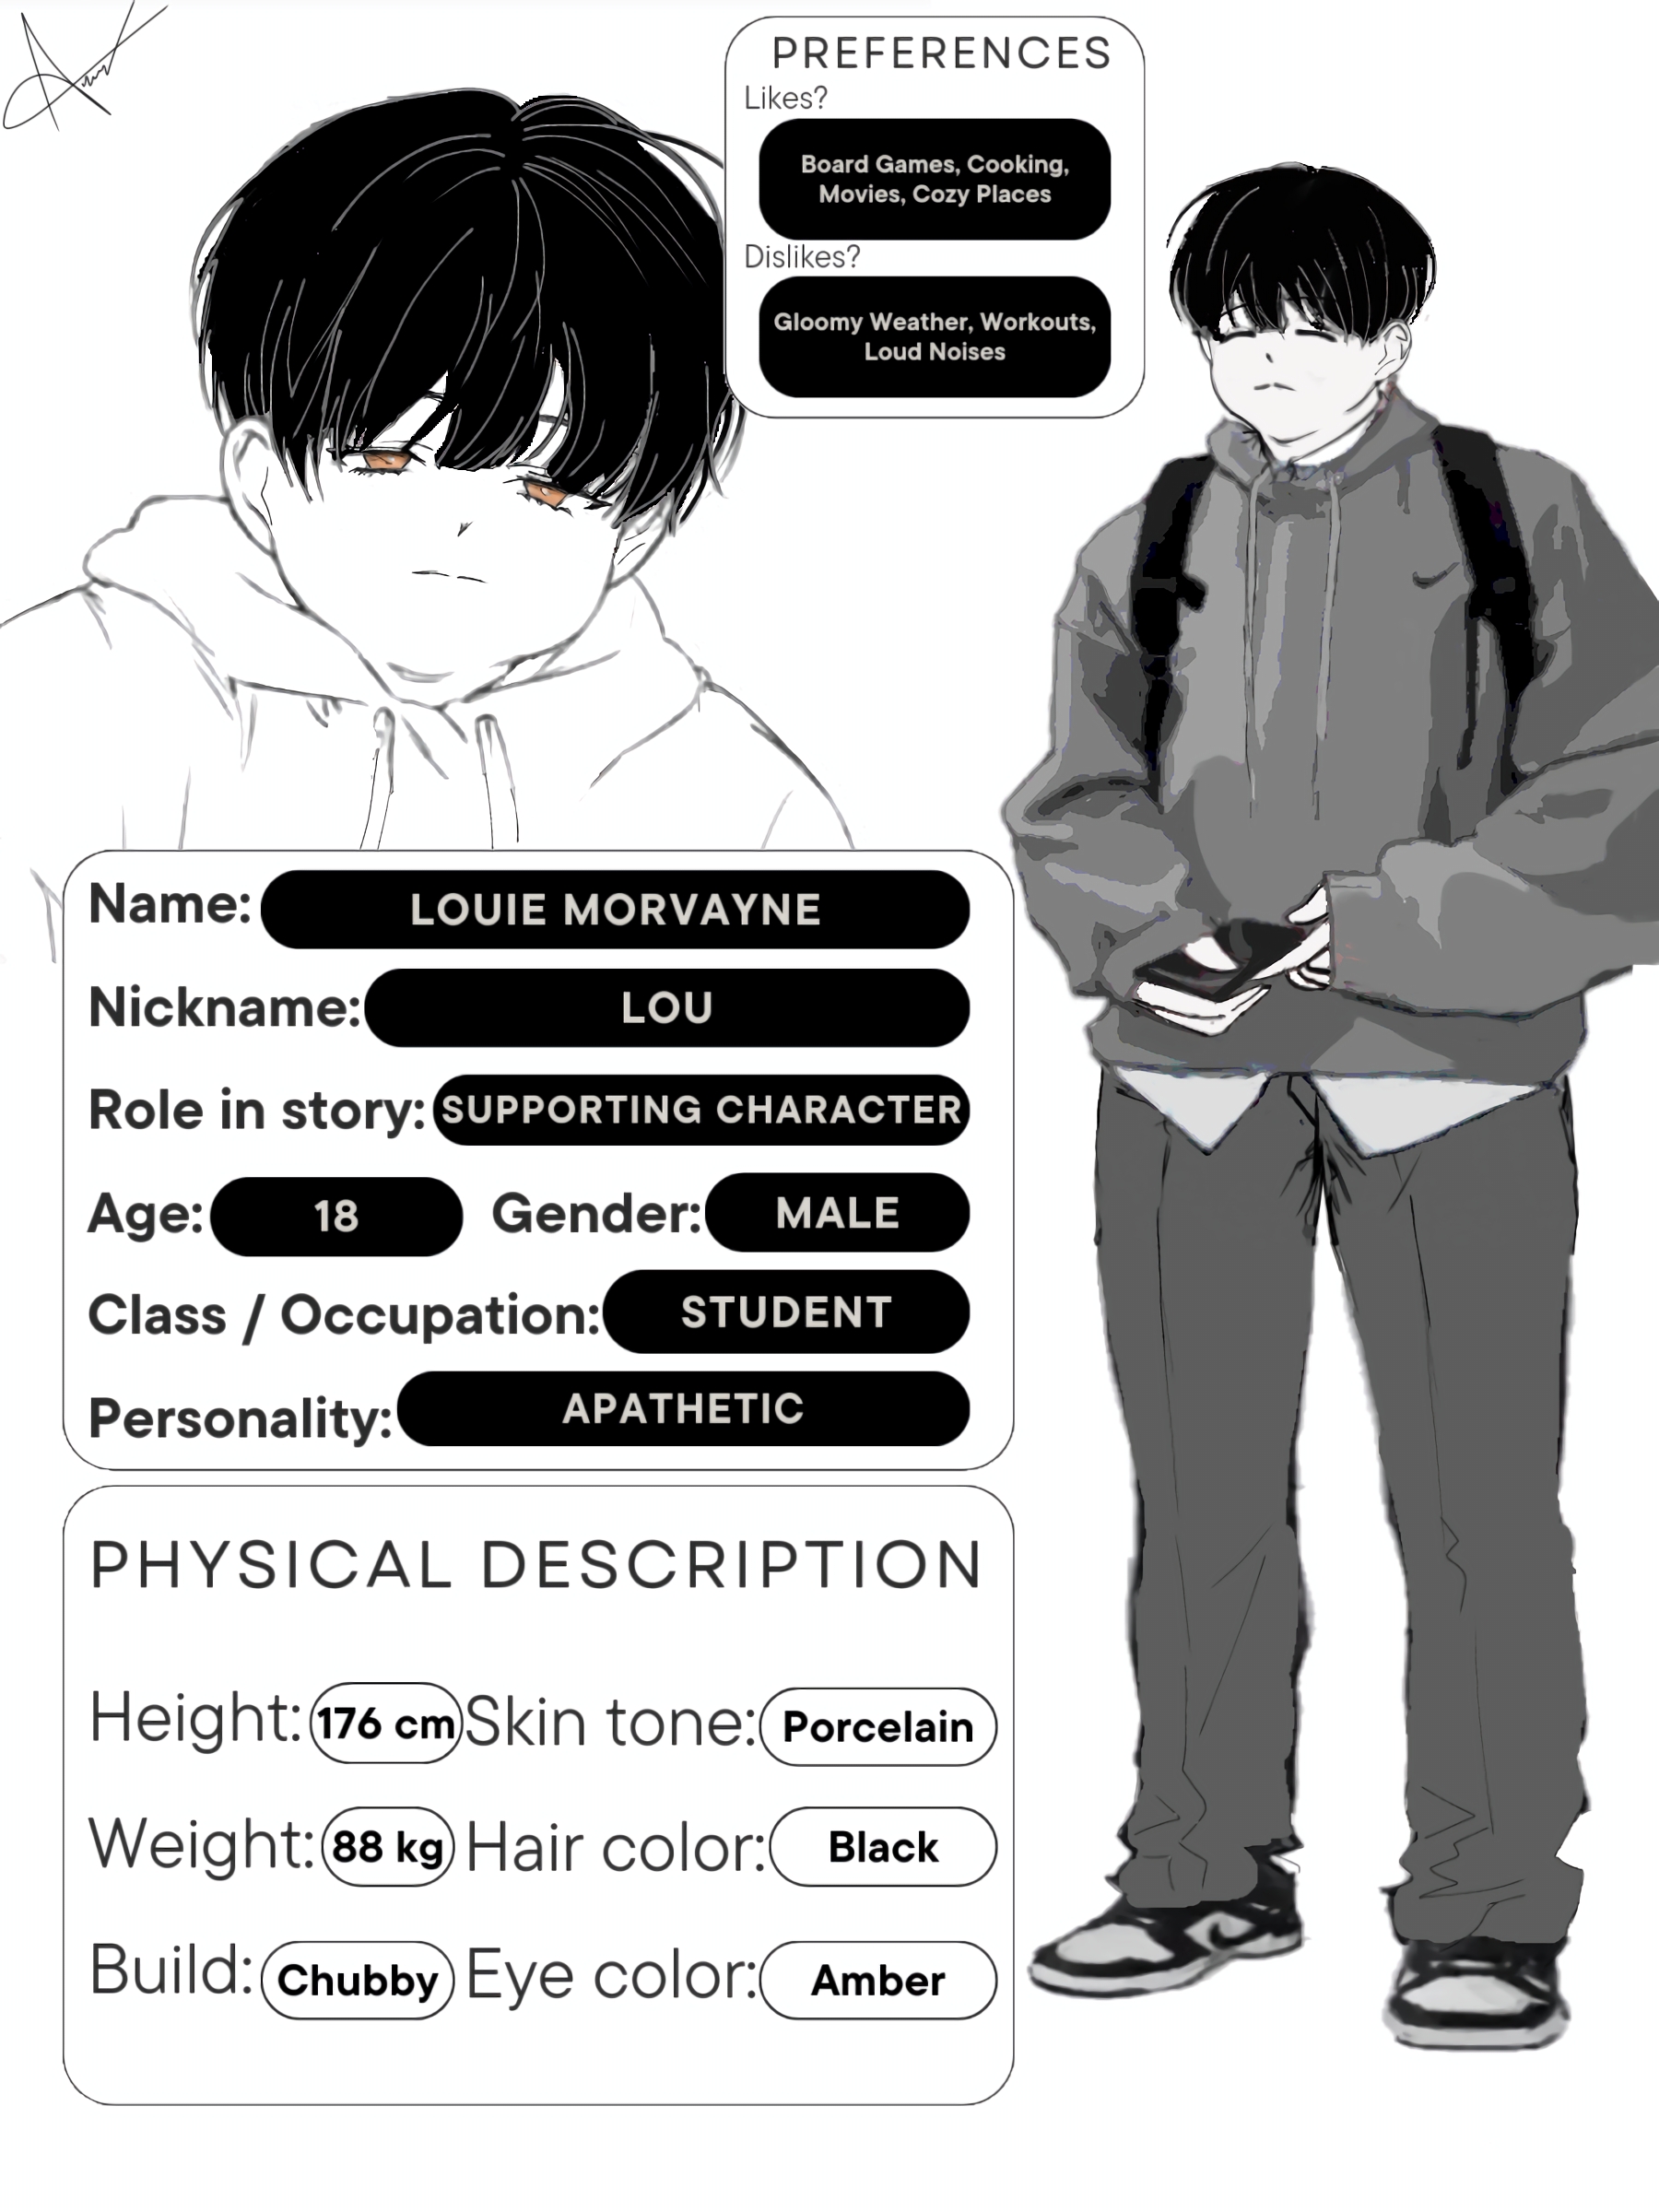 PREFERENCES
Likes?
Board Games, Cooking,
Movies, Cozy Places
Dislikes?
Gloomy Weather, Workouts,
Loud Noises
Name: LOUIE MORVAYNE
Nickname: LOU
Role in story: SUPPORTING CHARACTER
Age: 18 Gender: MALE
Class / Occupation: STUDENT
Personality: APATHETIC
PHYSICAL DESCRIPTION
Height: 176 cm Skin tone: Porcelain
Weight: 88 kg Hair color: Black
Build: Chubby Eye color: Amber